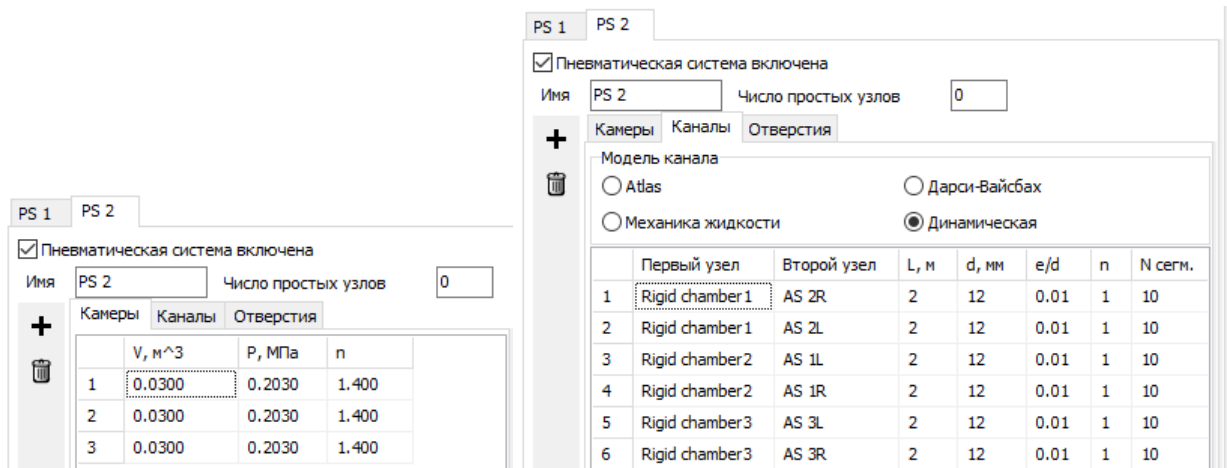 PS 1 PS 2
Пневматическая система включена
Имя PS 2 Число простых узлов 0
Камеры Каналы Отверстия
V, м^3 P, МПа n
1 0.0300 0.2030 1.400
2 0.0300 0.2030 1.400
3 0.0300 0.2030 1.400
PS 1 PS 2
Пневматическая система включена
Имя PS 2 Число простых узлов 0
Камеры Каналы Отверстия
Модель канала
Atlas Дарси-Вайсбах
Механика жидкости Динамическая
Первый узел Второй узел L, м d, мм e/d n N сегм.
1 Rigid chamber1 AS 2R 2 12 0.01 1 10
2 Rigid chamber1 AS 2L 2 12 0.01 1 10
3 Rigid chamber2 AS 1L 2 12 0.01 1 10
4 Rigid chamber2 AS 1R 2 12 0.01 1 10
5 Rigid chamber3 AS 3L 2 12 0.01 1 10
6 Rigid chamber3 AS 3R 2 12 0.01 1 10